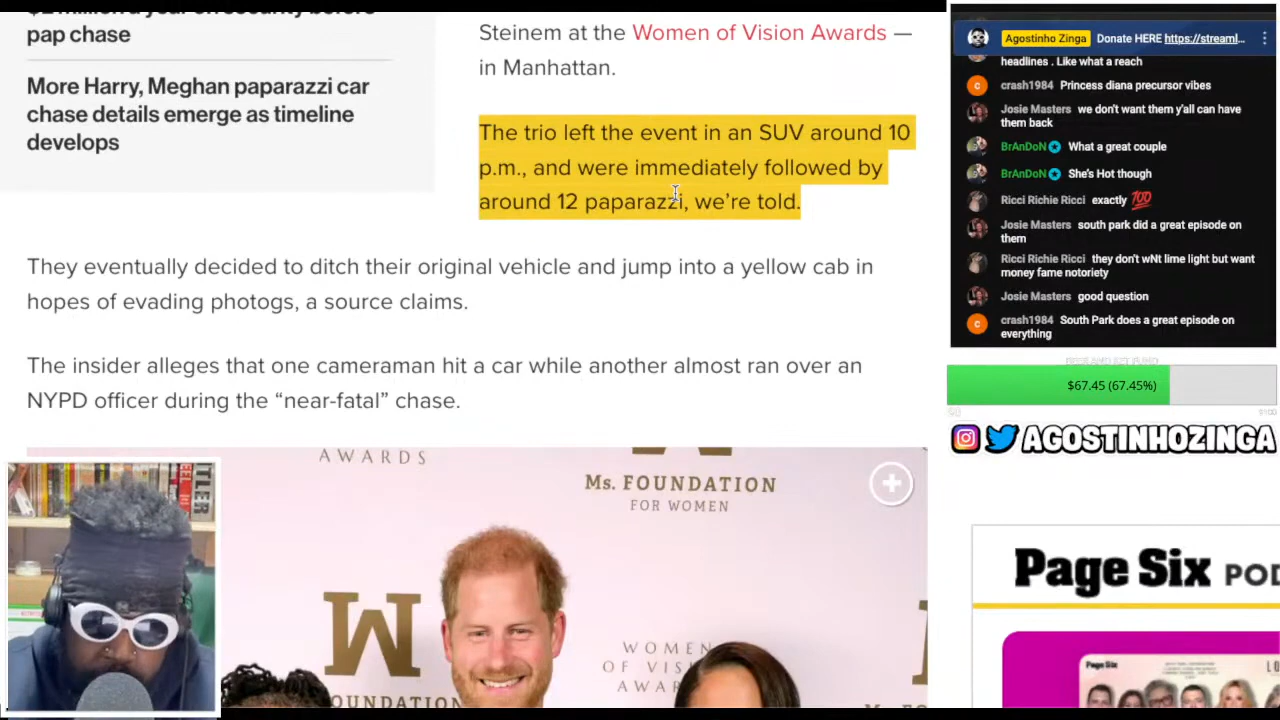 pap chase
More Harry, Meghan paparazzi car
chase details emerge as timeline
develops
Steinem at the Women of Vision Awards —
in Manhattan.
The trio left the event in an SUV around 10
p.m., and were immediately followed by
around 12 paparazzi, we’re told.
They eventually decided to ditch their original vehicle and jump into a yellow cab in
hopes of evading photogs, a source claims.
The insider alleges that one cameraman hit a car while another almost ran over an
NYPD officer during the “near-fatal” chase.
AWARDS
Ms. FOUNDATION
FOR WOMEN
W
WOMEN
AWA
OUNDATION
Agostinho Zinga Donate HERE https://streaml...
headlines . Like what a reach
crash1984 Princess diana precursor vibes
Josie Masters we don't want them y'all can have
them back
BrAnDoN What a great couple
BrAnDoN She's Hot though
Ricci Richie Ricci exactly 💯
Josie Masters south park did a great episode on
them
Ricci Richie Ricci they don't wNt lime light but want
money fame notoriety
Josie Masters good question
crash1984 South Park does a great episode on
everything
$67.45 (67.45%)
$100
AGOSTINHOZINGA
Page Six POD
Page Six